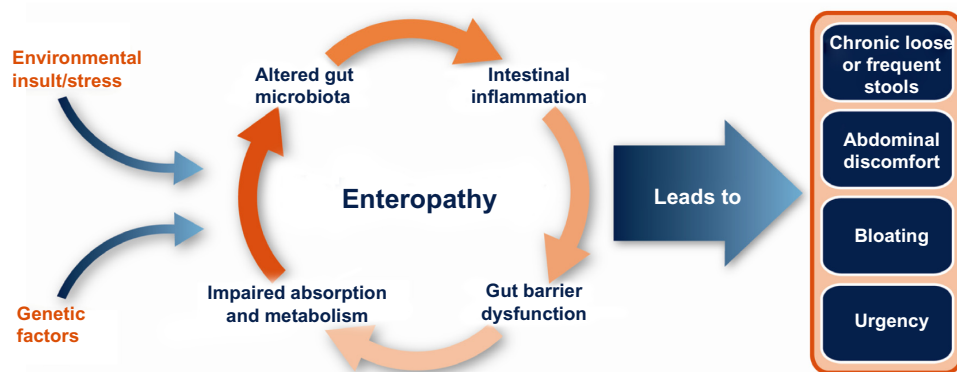 Environmental
insult/stress
Genetic
factors
Altered gut
microbiota
Intestinal
inflammation
Enteropathy
Impaired absorption
and metabolism
Gut barrier
dysfunction
Leads to
Chronic loose
or frequent
stools
Abdominal
discomfort
Bloating
Urgency